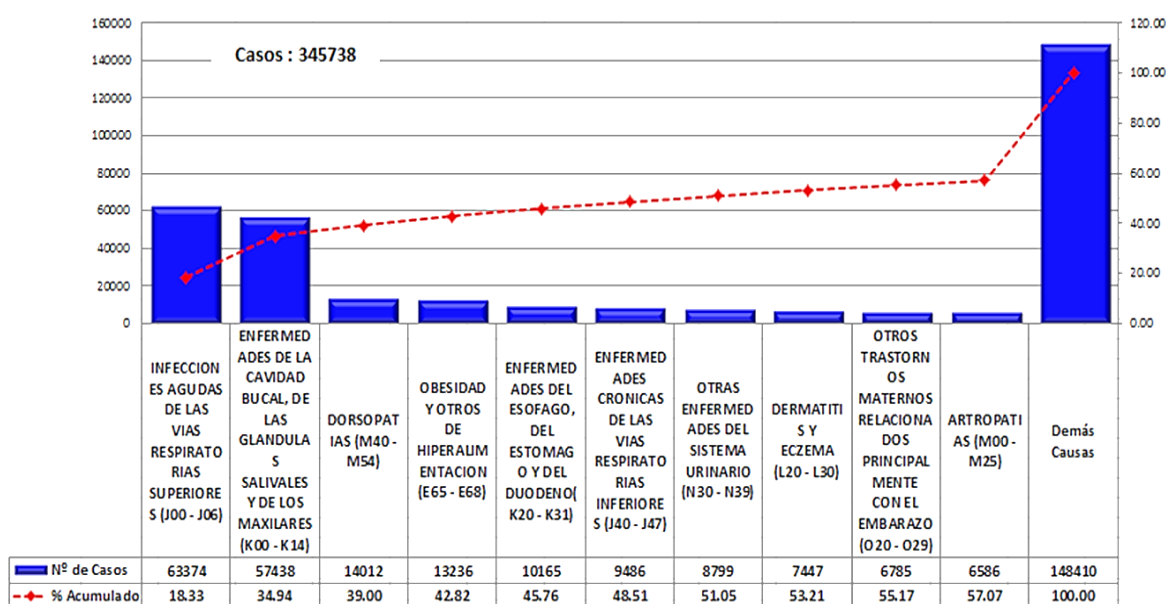 Casos : 345738
160000
140000
120000
100000
80000
60000
40000
20000
0
120.00
100.00
80.00
60.00
40.00
20.00
0.00
INFECCION
ES AGUDAS
DE LAS
VIAS
RESPIRATO
RIAS
SUPERIORE
S (J00 - J06)
ENFERMED
ADES DE LA
CAVIDAD
BUCAL, DE
LAS
GLANDULA
S
SALIVALES
Y DE LOS
MAXILARES
(K00 - K14)
DORSOPAT
IAS (M40 -
M54)
OBESIDAD
Y OTROS
DE
HIPERALIM
ENTACION
(E65 - E68)
ENFERMED
ADES DEL
ESOFAGO,
DEL
ESTOMAG
O Y DEL
DUODENO(
K20 - K31)
ENFERMED
ADES
CRONICAS
DE LAS
VIAS
RESPIRATO
RIAS
INFERIORE
S (J40 - J47)
OTRAS
ENFERMED
ADES DEL
SISTEMA
URINARIO
(N30 - N39)
DERMATITI
S Y
ECZEMA
(L20 - L30)
OTROS
TRASTORN
OS
MATERNOS
RELACIONA
DOS
PRINCIPAL
MENTE
CON EL
EMBARAZO
(O20 - O29)
ARTROPATI
AS (M00 -
M25)
Demás
Causas
Nº de Casos 63374 57438 14012 13236 10165 9486 8799 7447 6785 6586 148410
% Acumulado 18.33 34.94 39.00 42.82 45.76 48.51 51.05 53.21 55.17 57.07 100.00